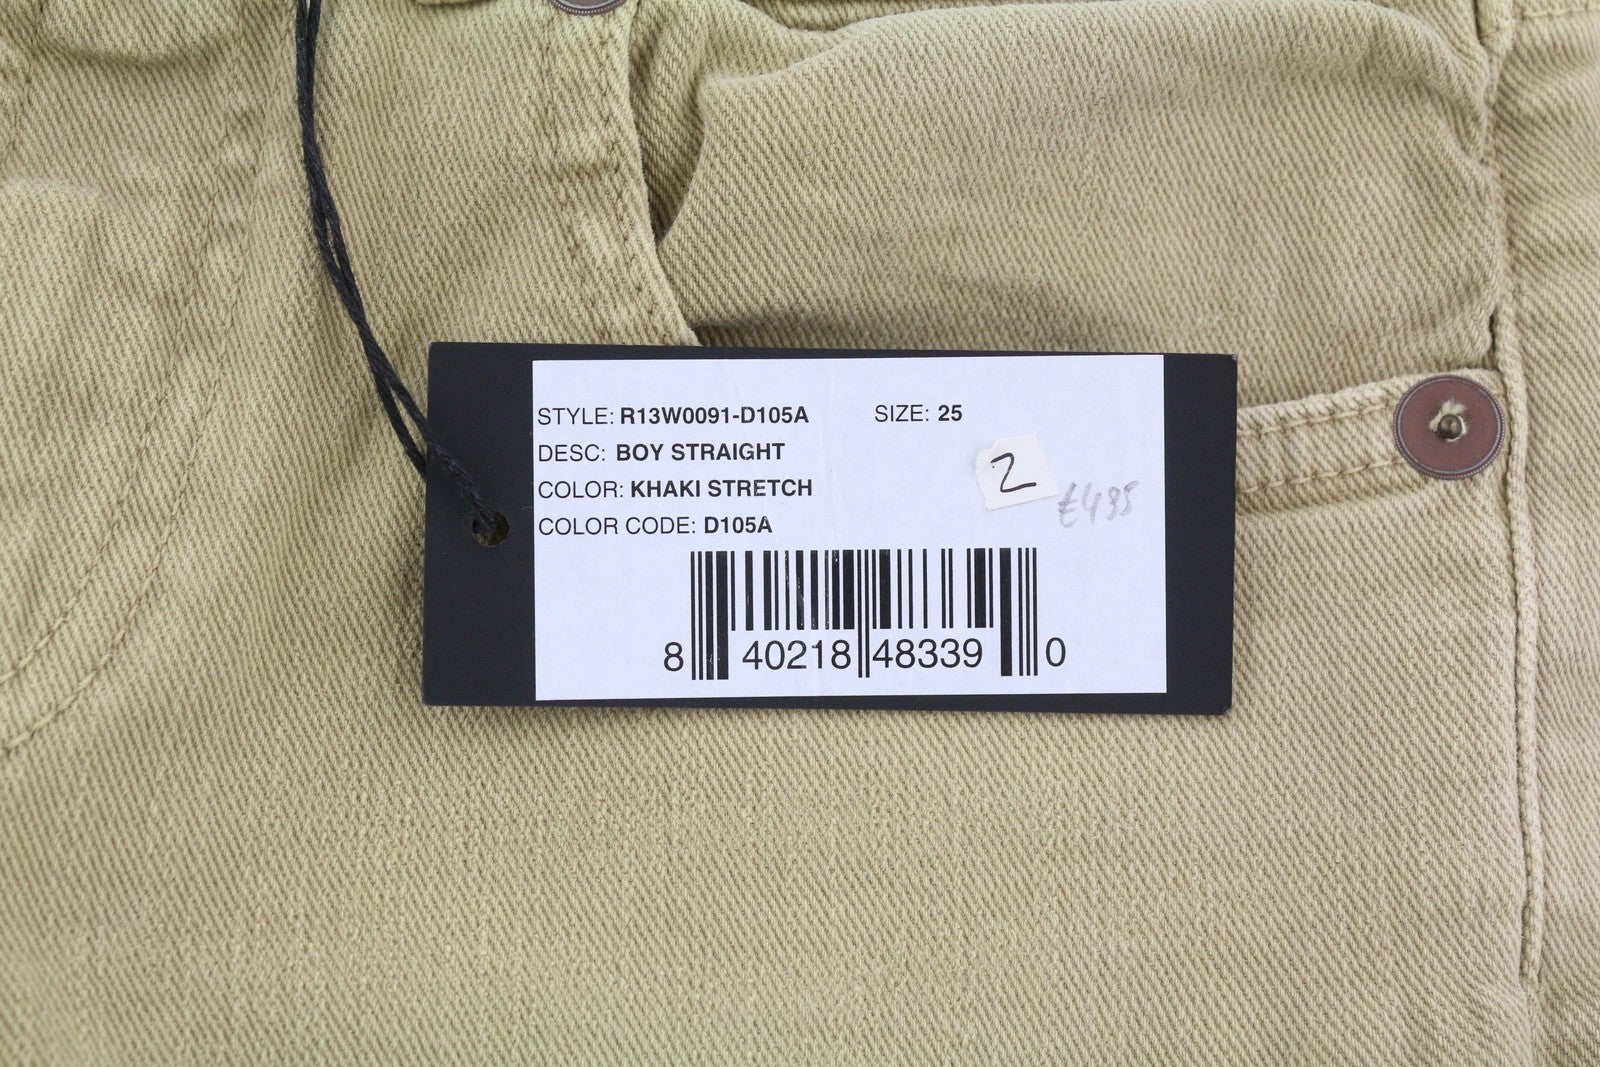 STYLE: R13W0091-D105A SIZE: 25
DESC: BOY STRAIGHT
COLOR: KHAKI STRETCH
2
£495
COLOR CODE: D105A
8 40218 48339 0